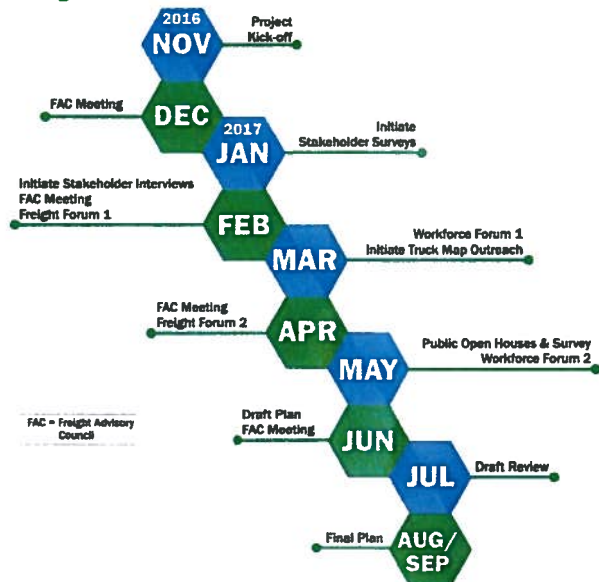 2016
NOV
Project
Kick-off
FAC Meeting
DEC
2017
JAN
Initiate
Stakeholder Surveys
Initiate Stakeholder Interviews
FAC Meeting
Freight Forum 1
FEB
MAR
Workforce Forum 1
Initiate Truck Map Outreach
FAC Meeting
Freight Forum 2
APR
MAY
Public Open Houses & Survey
Workforce Forum 2
FAC = Freight Advisory
Council
Draft Plan
FAC Meeting
JUN
JUL
Draft Review
Final Plan
AUG/
SEP